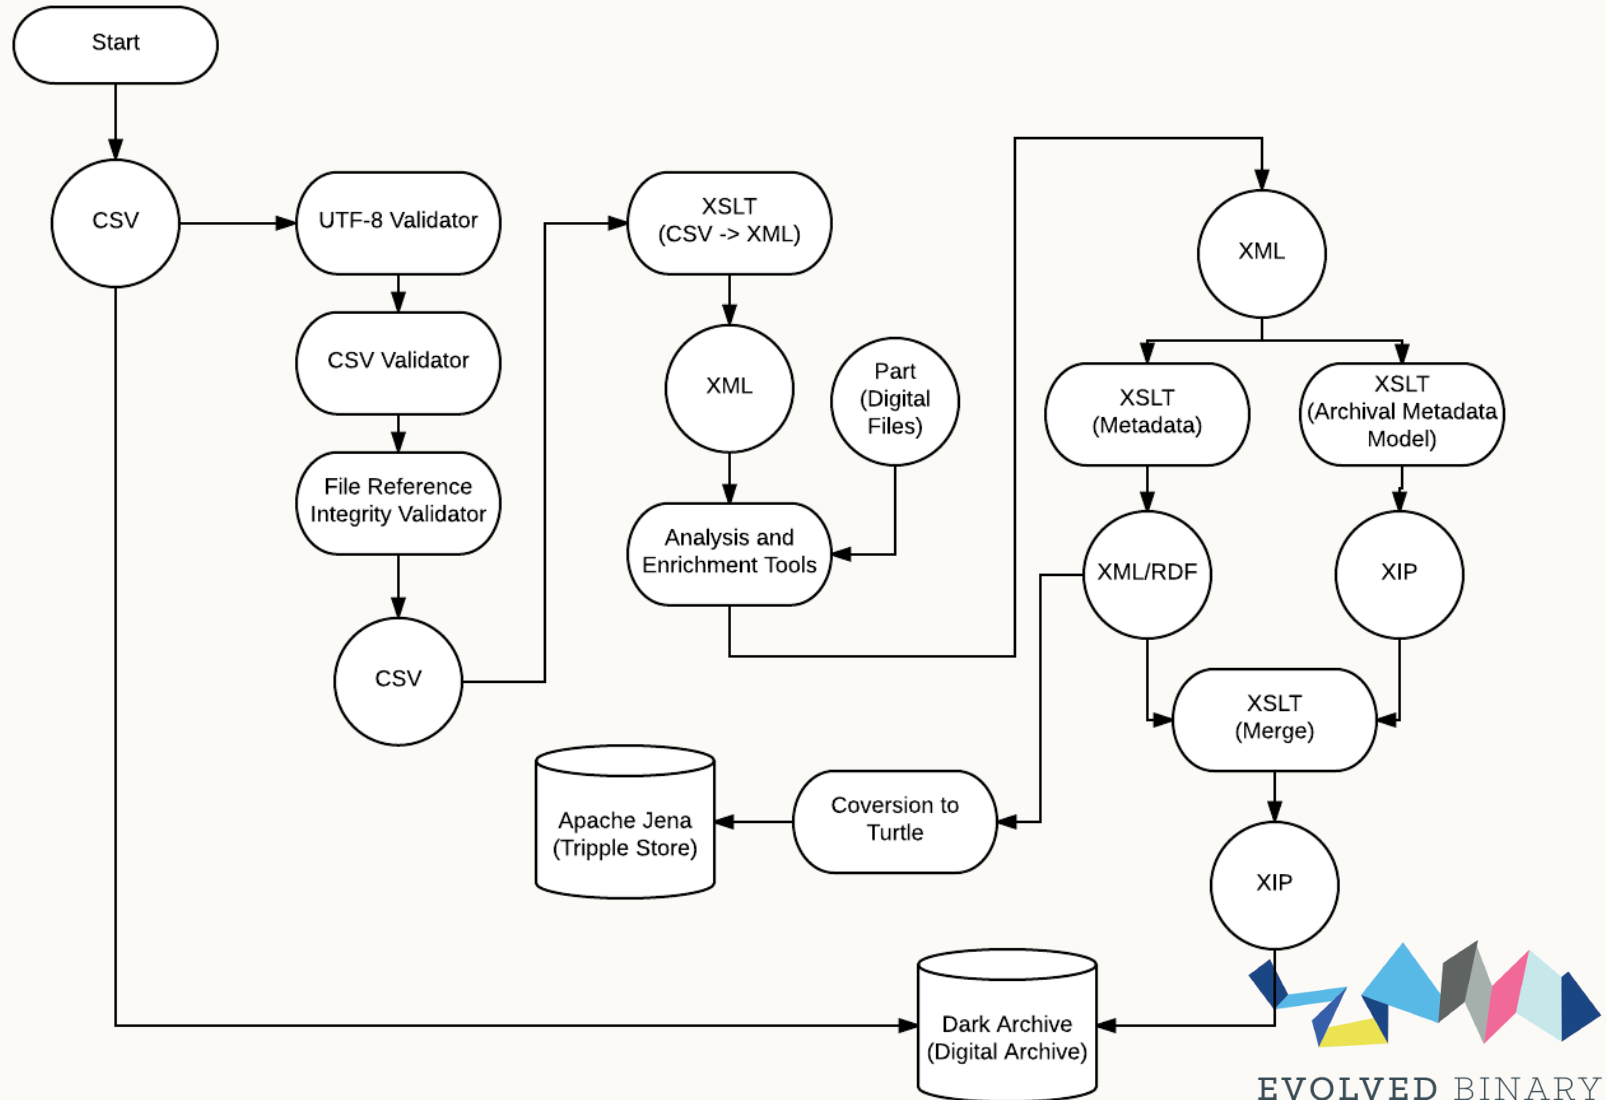 Start
CSV
UTF-8 Validator
CSV Validator
File Reference
Integrity Validator
CSV
XSLT
(CSV -> XML)
XML
Part
(Digital
Files)
Analysis and
Enrichment Tools
XML
XSLT
(Metadata)
XSLT
(Archival Metadata
Model)
XML/RDF
XIP
XSLT
(Merge)
Coversion to
Turtle
Apache Jena
(Tripple Store)
XIP
Dark Archive
(Digital Archive)
EVOLVED BINARY